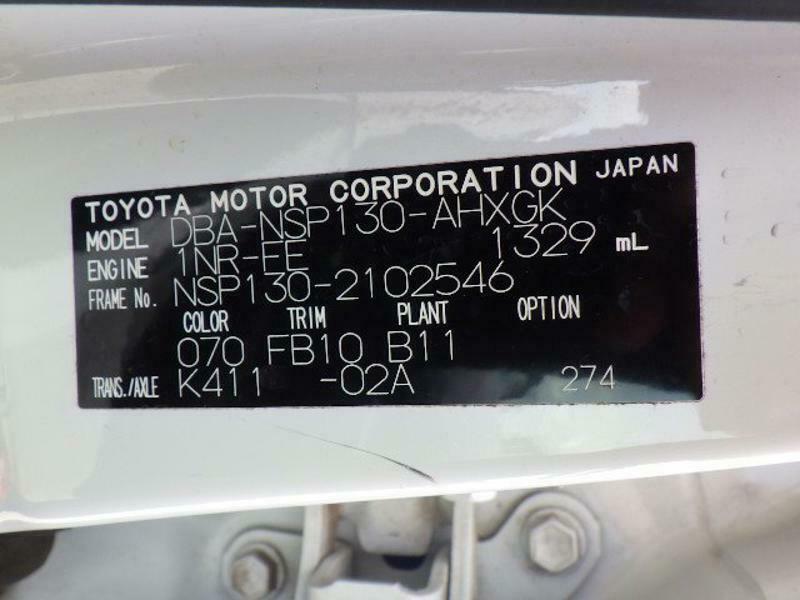 TOYOTA MOTOR CORPORATION JAPAN
MODEL DBA-NSP130-AHXGK
ENGINE 1NR-FE 1329 mL
FRAME No. NSP130-2102546
COLOR TRIM PLANT OPTION
070 FB10 B11
TRANS./AXLE K411 -02A 274